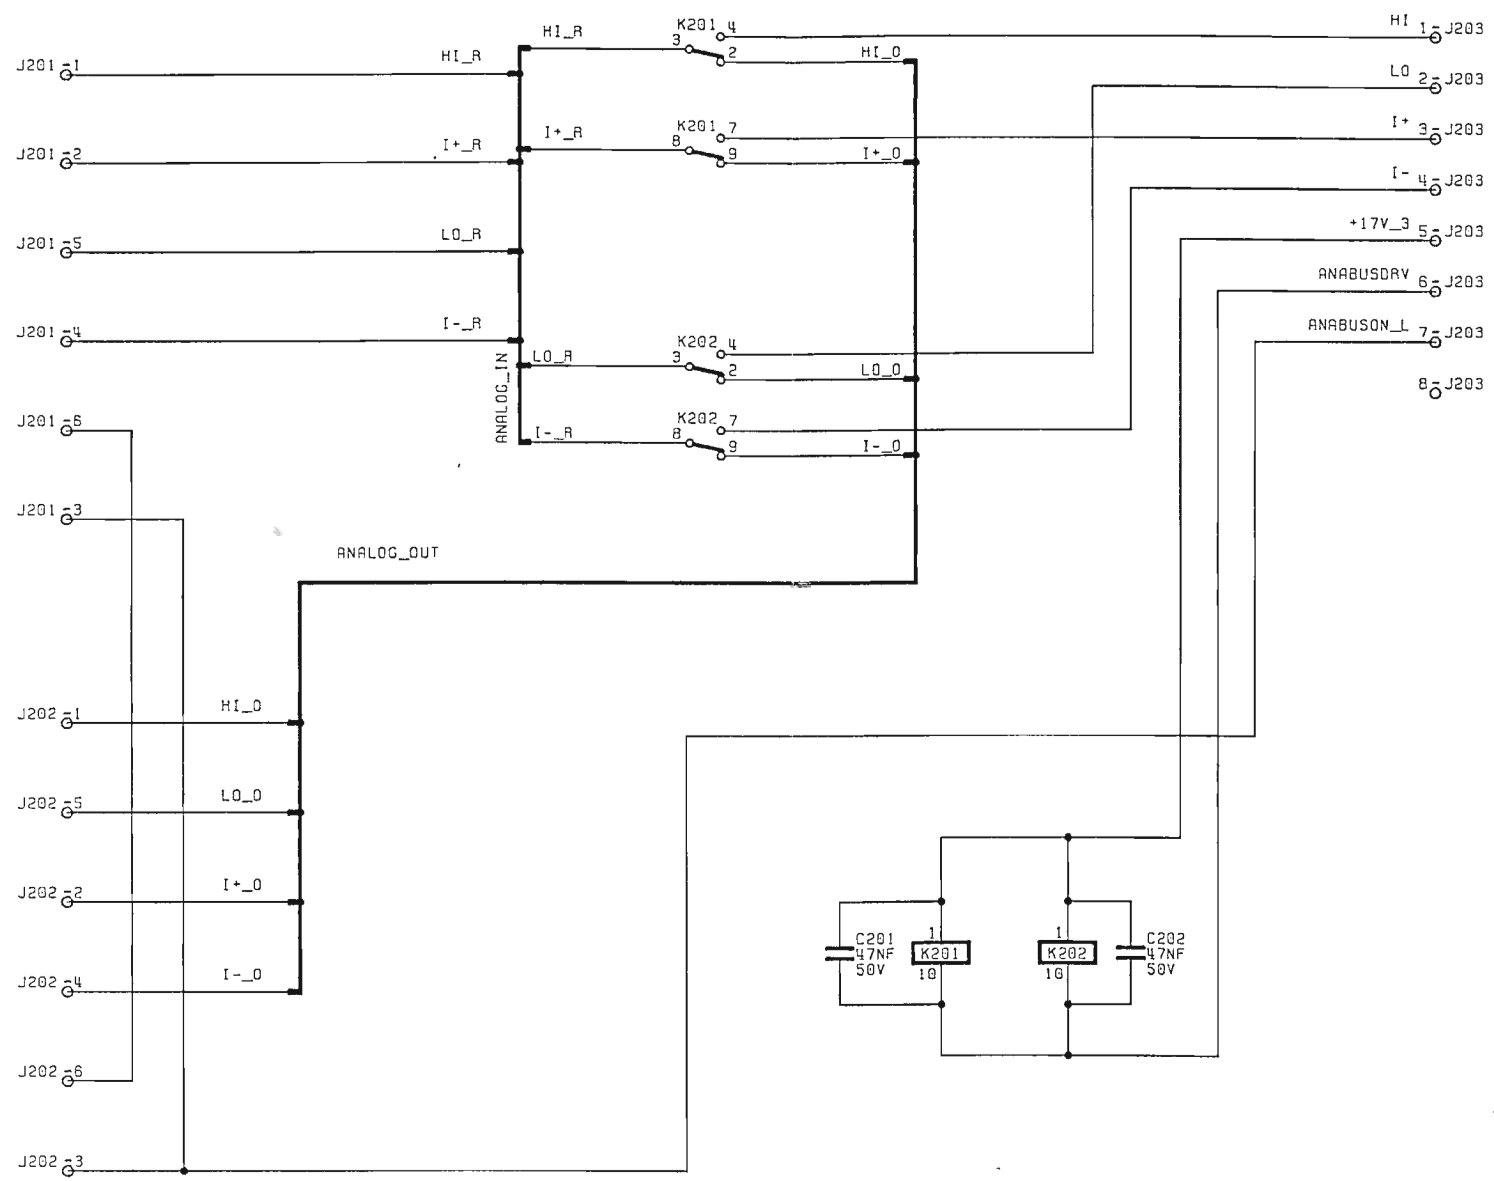 HI_R K201 4 HI 1 J203
3
J201 -1 HI_R 2 HI_O
LO 2- J203
I+_R K201 7 I+ 3- J203
J201 -2 I+_R 8 9 I+_O
I- 4- J203
J201 -5 LO_R +17V_3 5- J203
ANABUSDRV 6- J203
J201 -4 I-_R ANABUSON_L 7- J203
ANALOG_IN
LO_R K202 4
3 2 LO_O 8- J203
J201 -6 I-_R K202 7
8 9 I-_O
J201 -3
ANALOG_OUT
J202 -1 HI_O
J202 -5 LO_O
J202 -2 I+_O
C201 47NF 50V
1 K201 10
1 K202 10
C202 47NF 50V
J202 -4 I-_O
J202 -6
J202 -3